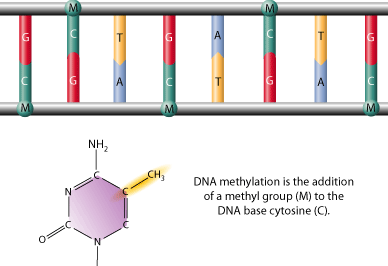 M M
G C T G A C T
C G A C T G A
M M M
NH2
C CH3
N C
C C
O N
DNA methylation is the addition
of a methyl group (M) to the
DNA base cytosine (C).